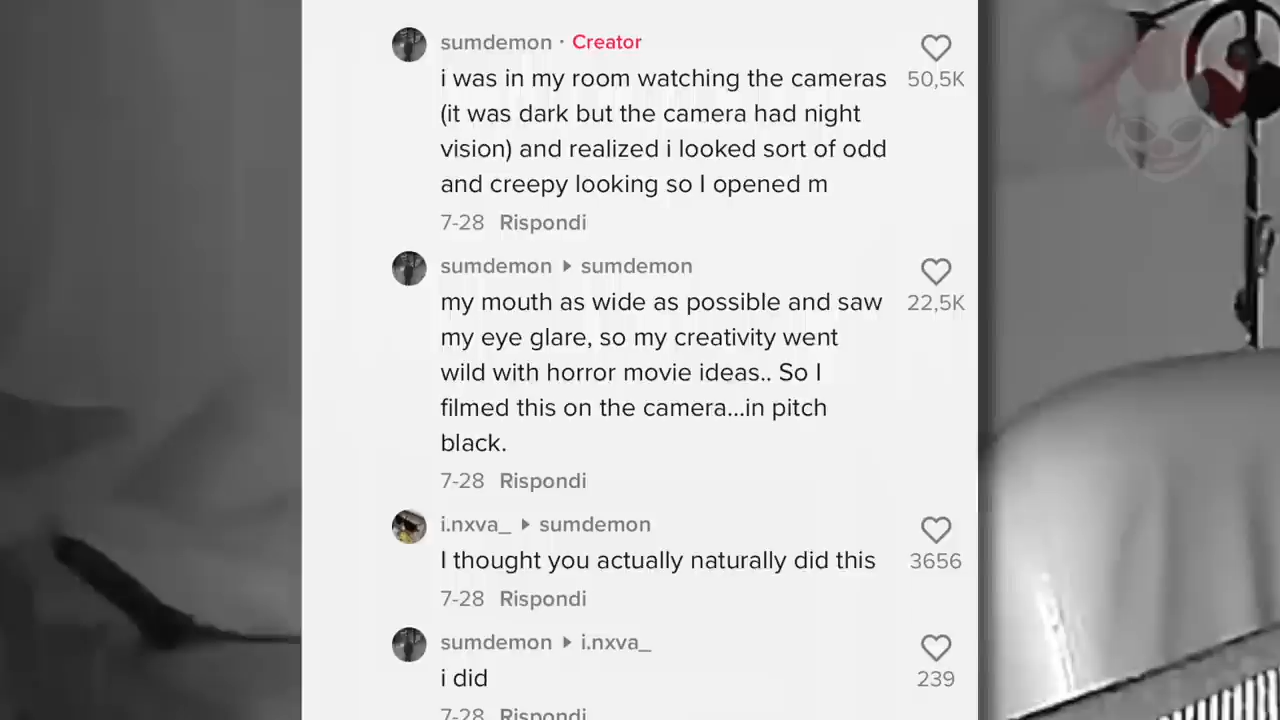 sumdemon · Creator
i was in my room watching the cameras
50,5K
(it was dark but the camera had night
vision) and realized i looked sort of odd
and creepy looking so I opened m
7-28 Rispondi
sumdemon ▸ sumdemon
my mouth as wide as possible and saw
22,5K
my eye glare, so my creativity went
wild with horror movie ideas.. So I
filmed this on the camera...in pitch
black.
7-28 Rispondi
i.nxva_ ▸ sumdemon
I thought you actually naturally did this
3656
7-28 Rispondi
sumdemon ▸ i.nxva_
i did
239
7-28 Rispondi